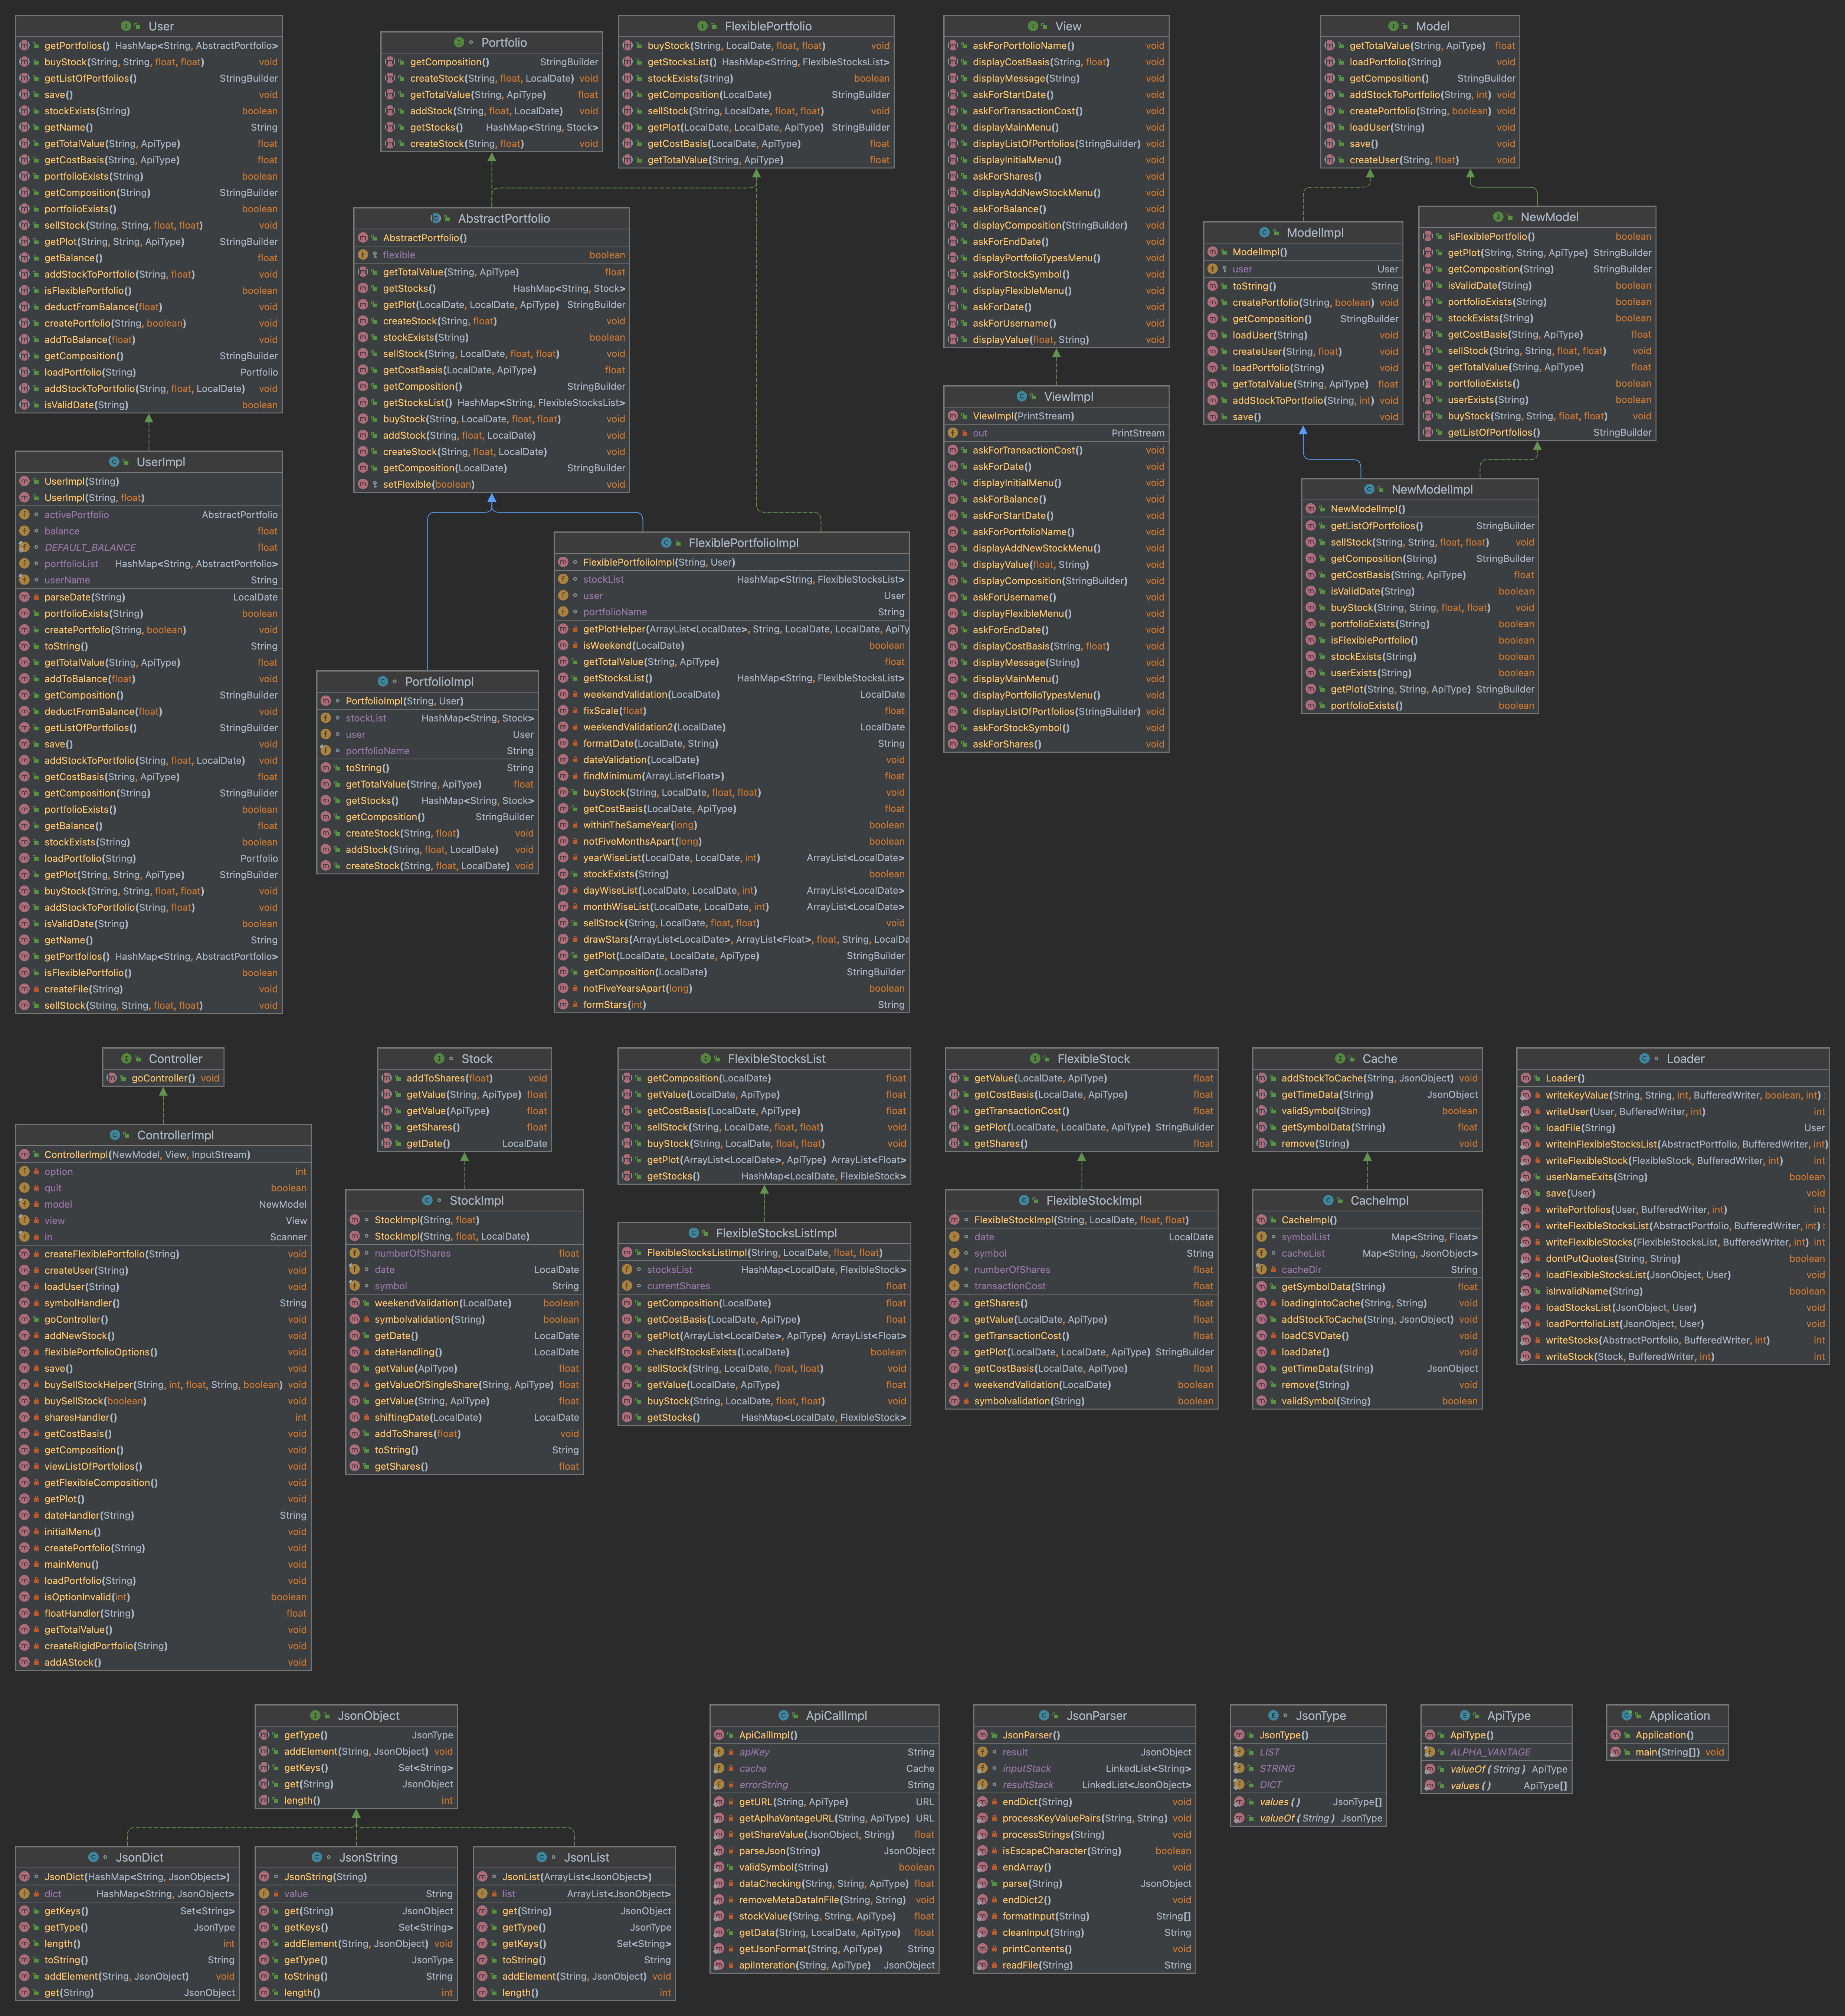 User
getPortfolios() HashMap<String, AbstractPortfolio>
buyStock(String, String, float, float) void
getListOfPortfolios() StringBuilder
save() void
stockExists(String) boolean
getName() String
getTotalValue(String, ApiType) float
getCostBasis(String, ApiType) float
portfolioExists(String) boolean
getComposition(String) StringBuilder
portfolioExists() boolean
sellStock(String, String, float, float) void
getPlot(String, String, ApiType) StringBuilder
getBalance() float
addStockToPortfolio(String, float) void
isFlexiblePortfolio() boolean
deductFromBalance(float) void
createPortfolio(String, boolean) void
addToBalance(float) void
getComposition() StringBuilder
loadPortfolio(String) Portfolio
addStockToPortfolio(String, float, LocalDate) void
isValidDate(String) boolean
Portfolio
getComposition() StringBuilder
createStock(String, float, LocalDate) void
getTotalValue(String, ApiType) float
addStock(String, float, LocalDate) void
getStocks() HashMap<String, Stock>
createStock(String, float) void
FlexiblePortfolio
buyStock(String, LocalDate, float, float) void
getStocksList() HashMap<String, FlexibleStocksList>
stockExists(String) boolean
getComposition(LocalDate) StringBuilder
sellStock(String, LocalDate, float, float) void
getPlot(LocalDate, LocalDate, ApiType) StringBuilder
getCostBasis(LocalDate, ApiType) float
getTotalValue(String, ApiType) float
View
askForPortfolioName() void
displayCostBasis(String, float) void
displayMessage(String) void
askForStartDate() void
askForTransactionCost() void
displayMainMenu() void
displayListOfPortfolios(StringBuilder) void
displayInitialMenu() void
askForShares() void
displayAddNewStockMenu() void
askForBalance() void
displayComposition(StringBuilder) void
askForEndDate() void
displayPortfolioTypesMenu() void
askForStockSymbol() void
displayFlexibleMenu() void
askForDate() void
askForUsername() void
displayValue(float, String) void
Model
getTotalValue(String, ApiType) float
loadPortfolio(String) void
getComposition() StringBuilder
addStockToPortfolio(String, int) void
createPortfolio(String, boolean) void
loadUser(String) void
save() void
createUser(String, float) void
AbstractPortfolio
AbstractPortfolio()
flexible boolean
getTotalValue(String, ApiType) float
getStocks() HashMap<String, Stock>
getPlot(LocalDate, LocalDate, ApiType) StringBuilder
createStock(String, float) void
stockExists(String) boolean
sellStock(String, LocalDate, float, float) void
getCostBasis(LocalDate, ApiType) float
getComposition() StringBuilder
getStocksList() HashMap<String, FlexibleStocksList>
buyStock(String, LocalDate, float, float) void
addStock(String, float, LocalDate) void
createStock(String, float, LocalDate) void
getComposition(LocalDate) StringBuilder
setFlexible(boolean) void
ModelImpl
ModelImpl()
user User
toString() String
createPortfolio(String, boolean) void
getComposition() StringBuilder
loadUser(String) void
createUser(String, float) void
loadPortfolio(String) void
getTotalValue(String, ApiType) float
addStockToPortfolio(String, int) void
save() void
NewModel
isFlexiblePortfolio() boolean
getPlot(String, String, ApiType) StringBuilder
getComposition(String) StringBuilder
isValidDate(String) boolean
portfolioExists(String) boolean
stockExists(String) boolean
getCostBasis(String, ApiType) float
sellStock(String, String, float, float) void
getTotalValue(String, ApiType) float
portfolioExists() boolean
userExists(String) boolean
buyStock(String, String, float, float) void
getListOfPortfolios() StringBuilder
UserImpl
UserImpl(String)
UserImpl(String, float)
activePortfolio AbstractPortfolio
balance float
DEFAULT_BALANCE float
portfolioList HashMap<String, AbstractPortfolio>
userName String
parseDate(String) LocalDate
portfolioExists(String) boolean
createPortfolio(String, boolean) void
toString() String
getTotalValue(String, ApiType) float
addToBalance(float) void
getComposition() StringBuilder
deductFromBalance(float) void
getListOfPortfolios() StringBuilder
save() void
addStockToPortfolio(String, float, LocalDate) void
getCostBasis(String, ApiType) float
getComposition(String) StringBuilder
portfolioExists() boolean
getBalance() float
stockExists(String) boolean
loadPortfolio(String) Portfolio
getPlot(String, String, ApiType) StringBuilder
buyStock(String, String, float, float) void
addStockToPortfolio(String, float) void
isValidDate(String) boolean
getName() String
getPortfolios() HashMap<String, AbstractPortfolio>
isFlexiblePortfolio() boolean
createFile(String) void
sellStock(String, String, float, float) void
PortfolioImpl
PortfolioImpl(String, User)
stockList HashMap<String, Stock>
user User
portfolioName String
toString() String
getTotalValue(String, ApiType) float
getStocks() HashMap<String, Stock>
getComposition() StringBuilder
createStock(String, float) void
addStock(String, float, LocalDate) void
createStock(String, float, LocalDate) void
FlexiblePortfolioImpl
FlexiblePortfolioImpl(String, User)
stockList HashMap<String, FlexibleStocksList>
user User
portfolioName String
getPlotHelper(ArrayList<LocalDate>, String, LocalDate, LocalDate, ApiTy
isWeekend(LocalDate) boolean
getTotalValue(String, ApiType) float
getStocksList() HashMap<String, FlexibleStocksList>
weekendValidation(LocalDate) LocalDate
fixScale(float) float
weekendValidation2(LocalDate) LocalDate
formatDate(LocalDate, String) String
dateValidation(LocalDate) void
findMinimum(ArrayList<Float>) float
buyStock(String, LocalDate, float, float) void
getCostBasis(LocalDate, ApiType) float
withinTheSameYear(long) boolean
notFiveMonthsApart(long) boolean
yearWiseList(LocalDate, LocalDate, int) ArrayList<LocalDate>
stockExists(String) boolean
dayWiseList(LocalDate, LocalDate, int) ArrayList<LocalDate>
monthWiseList(LocalDate, LocalDate, int) ArrayList<LocalDate>
sellStock(String, LocalDate, float, float) void
drawStars(ArrayList<LocalDate>, ArrayList<Float>, float, String, LocalDa
getPlot(LocalDate, LocalDate, ApiType) StringBuilder
getComposition(LocalDate) StringBuilder
notFiveYearsApart(long) boolean
formStars(int) String
ViewImpl
ViewImpl(PrintStream)
out PrintStream
askForTransactionCost() void
askForDate() void
displayInitialMenu() void
askForBalance() void
askForStartDate() void
askForPortfolioName() void
displayAddNewStockMenu() void
displayValue(float, String) void
displayComposition(StringBuilder) void
askForUsername() void
displayFlexibleMenu() void
askForEndDate() void
displayCostBasis(String, float) void
displayMessage(String) void
displayMainMenu() void
displayPortfolioTypesMenu() void
displayListOfPortfolios(StringBuilder) void
askForStockSymbol() void
askForShares() void
NewModelImpl
NewModelImpl()
getListOfPortfolios() StringBuilder
sellStock(String, String, float, float) void
getComposition(String) StringBuilder
getCostBasis(String, ApiType) float
isValidDate(String) boolean
buyStock(String, String, float, float) void
portfolioExists(String) boolean
isFlexiblePortfolio() boolean
stockExists(String) boolean
userExists(String) boolean
getPlot(String, String, ApiType) StringBuilder
portfolioExists() boolean
Controller
goController() void
ControllerImpl
ControllerImpl(NewModel, View, InputStream)
option int
quit boolean
model NewModel
view View
in Scanner
createFlexiblePortfolio(String) void
createUser(String) void
loadUser(String) void
symbolHandler() String
goController() void
addNewStock() void
flexiblePortfolioOptions() void
save() void
buySellStockHelper(String, int, float, String, boolean) void
buySellStock(boolean) void
sharesHandler() int
getCostBasis() void
getComposition() void
viewListOfPortfolios() void
getFlexibleComposition() void
getPlot() void
dateHandler(String) String
initialMenu() void
createPortfolio(String) void
mainMenu() void
loadPortfolio(String) void
isOptionInvalid(int) boolean
floatHandler(String) float
getTotalValue() void
createRigidPortfolio(String) void
addAStock() void
Stock
addToShares(float) void
getValue(String, ApiType) float
getValue(ApiType) float
getShares() float
getDate() LocalDate
StockImpl
StockImpl(String, float)
StockImpl(String, float, LocalDate)
numberOfShares float
date LocalDate
symbol String
weekendValidation(LocalDate) boolean
symbolvalidation(String) boolean
getDate() LocalDate
dateHandling() LocalDate
getValue(ApiType) float
getValueOfSingleShare(String, ApiType) float
getValue(String, ApiType) float
shiftingDate(LocalDate) LocalDate
addToShares(float) void
toString() String
getShares() float
FlexibleStocksList
getComposition(LocalDate) float
getValue(LocalDate, ApiType) float
getCostBasis(LocalDate, ApiType) float
sellStock(String, LocalDate, float, float) void
buyStock(String, LocalDate, float, float) void
getPlot(ArrayList<LocalDate>, ApiType) ArrayList<Float>
getStocks() HashMap<LocalDate, FlexibleStock>
FlexibleStocksListImpl
FlexibleStocksListImpl(String, LocalDate, float, float)
stocksList HashMap<LocalDate, FlexibleStock>
currentShares float
getComposition(LocalDate) float
getCostBasis(LocalDate, ApiType) float
getPlot(ArrayList<LocalDate>, ApiType) ArrayList<Float>
checkIfStocksExists(LocalDate) boolean
sellStock(String, LocalDate, float, float) void
getValue(LocalDate, ApiType) float
buyStock(String, LocalDate, float, float) void
getStocks() HashMap<LocalDate, FlexibleStock>
FlexibleStock
getValue(LocalDate, ApiType) float
getCostBasis(LocalDate, ApiType) float
getTransactionCost() float
getPlot(LocalDate, LocalDate, ApiType) StringBuilder
getShares() float
FlexibleStockImpl
FlexibleStockImpl(String, LocalDate, float, float)
date LocalDate
symbol String
numberOfShares float
transactionCost float
getShares() float
getValue(LocalDate, ApiType) float
getTransactionCost() float
getPlot(LocalDate, LocalDate, ApiType) StringBuilder
getCostBasis(LocalDate, ApiType) float
weekendValidation(LocalDate) boolean
symbolvalidation(String) boolean
Cache
addStockToCache(String, JsonObject) void
getTimeData(String) JsonObject
validSymbol(String) boolean
getSymbolData(String) float
remove(String) void
CacheImpl
CacheImpl()
symbolList Map<String, Float>
cacheList Map<String, JsonObject>
cacheDir String
getSymbolData(String) float
loadingIntoCache(String, String) void
addStockToCache(String, JsonObject) void
loadCSVDate() void
loadDate() void
getTimeData(String) JsonObject
remove(String) void
validSymbol(String) boolean
Loader
Loader()
writeKeyValue(String, String, int, BufferedWriter, boolean, int)
writeUser(User, BufferedWriter, int) int
loadFile(String) User
writeInFlexibleStocksList(AbstractPortfolio, BufferedWriter, int)
writeFlexibleStock(FlexibleStock, BufferedWriter, int) int
userNameExits(String) boolean
save(User) void
writePortfolios(User, BufferedWriter, int) int
writeFlexibleStocksList(AbstractPortfolio, BufferedWriter, int)
writeFlexibleStocks(FlexibleStocksList, BufferedWriter, int) int
dontPutQuotes(String, String) boolean
loadFlexibleStocksList(JsonObject, User) void
isInvalidName(String) boolean
loadStocksList(JsonObject, User) void
loadPortfolioList(JsonObject, User) void
writeStocks(AbstractPortfolio, BufferedWriter, int) int
writeStock(Stock, BufferedWriter, int) int
JsonObject
getType() JsonType
addElement(String, JsonObject) void
getKeys() Set<String>
get(String) JsonObject
length() int
JsonDict
JsonDict(HashMap<String, JsonObject>)
dict HashMap<String, JsonObject>
getKeys() Set<String>
getType() JsonType
length() int
toString() String
addElement(String, JsonObject) void
get(String) JsonObject
JsonString
JsonString(String)
value String
get(String) JsonObject
getKeys() Set<String>
addElement(String, JsonObject) void
getType() JsonType
toString() String
length() int
JsonList
JsonList(ArrayList<JsonObject>)
list ArrayList<JsonObject>
get(String) JsonObject
getType() JsonType
getKeys() Set<String>
toString() String
addElement(String, JsonObject) void
length() int
ApiCallImpl
ApiCallImpl()
apiKey String
cache Cache
errorString String
getURL(String, ApiType) URL
getAplhaVantageURL(String, ApiType) URL
getShareValue(JsonObject, String) float
parseJson(String) JsonObject
validSymbol(String) boolean
dataChecking(String, String, ApiType) float
removeMetaDataInFile(String, String) void
stockValue(String, String, ApiType) float
getData(String, LocalDate, ApiType) float
getJsonFormat(String, ApiType) String
apiInteration(String, ApiType) JsonObject
JsonParser
JsonParser()
result JsonObject
inputStack LinkedList<String>
resultStack LinkedList<JsonObject>
endDict(String) void
processKeyValuePairs(String, String) void
processStrings(String) void
isEscapeCharacter(String) boolean
endArray() void
parse(String) JsonObject
endDict2() void
formatInput(String) String[]
cleanInput(String) String
printContents() void
readFile(String) String
JsonType
JsonType()
LIST
STRING
DICT
values() JsonType[]
valueOf(String) JsonType
ApiType
ApiType()
ALPHA_VANTAGE
valueOf(String) ApiType
values() ApiType[]
Application
Application()
main(String[]) void